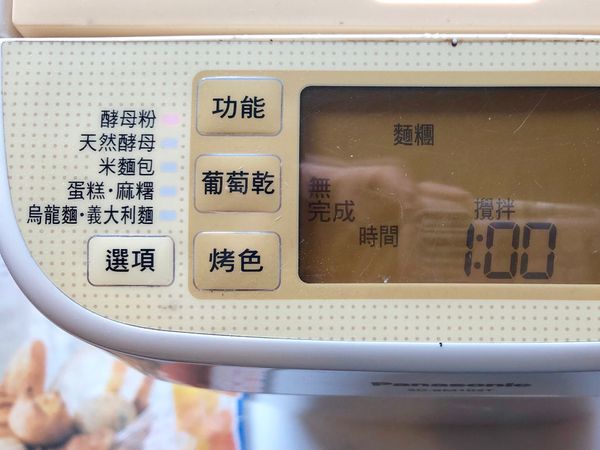 酵母粉
天然酵母
米麵包
蛋糕·麻糬
烏龍麵·義大利麵
選項
功能
葡萄乾
烤色
麵糰
無
完成
時間
攪拌
1:00
Panasonic